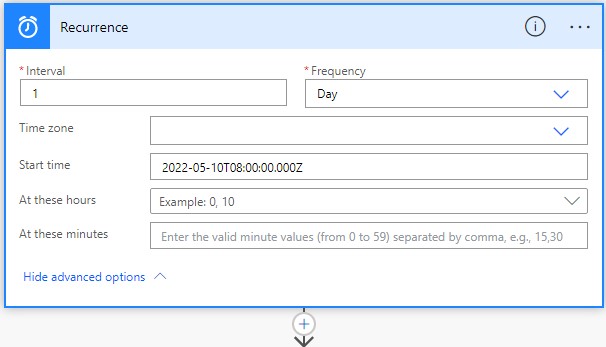 Recurrence
* Interval
* Frequency
1
Day
Time zone
Start time
2022-05-10T08:00:00.000Z
At these hours
Example: 0, 10
At these minutes
Enter the valid minute values (from 0 to 59) separated by comma, e.g., 15,30
Hide advanced options